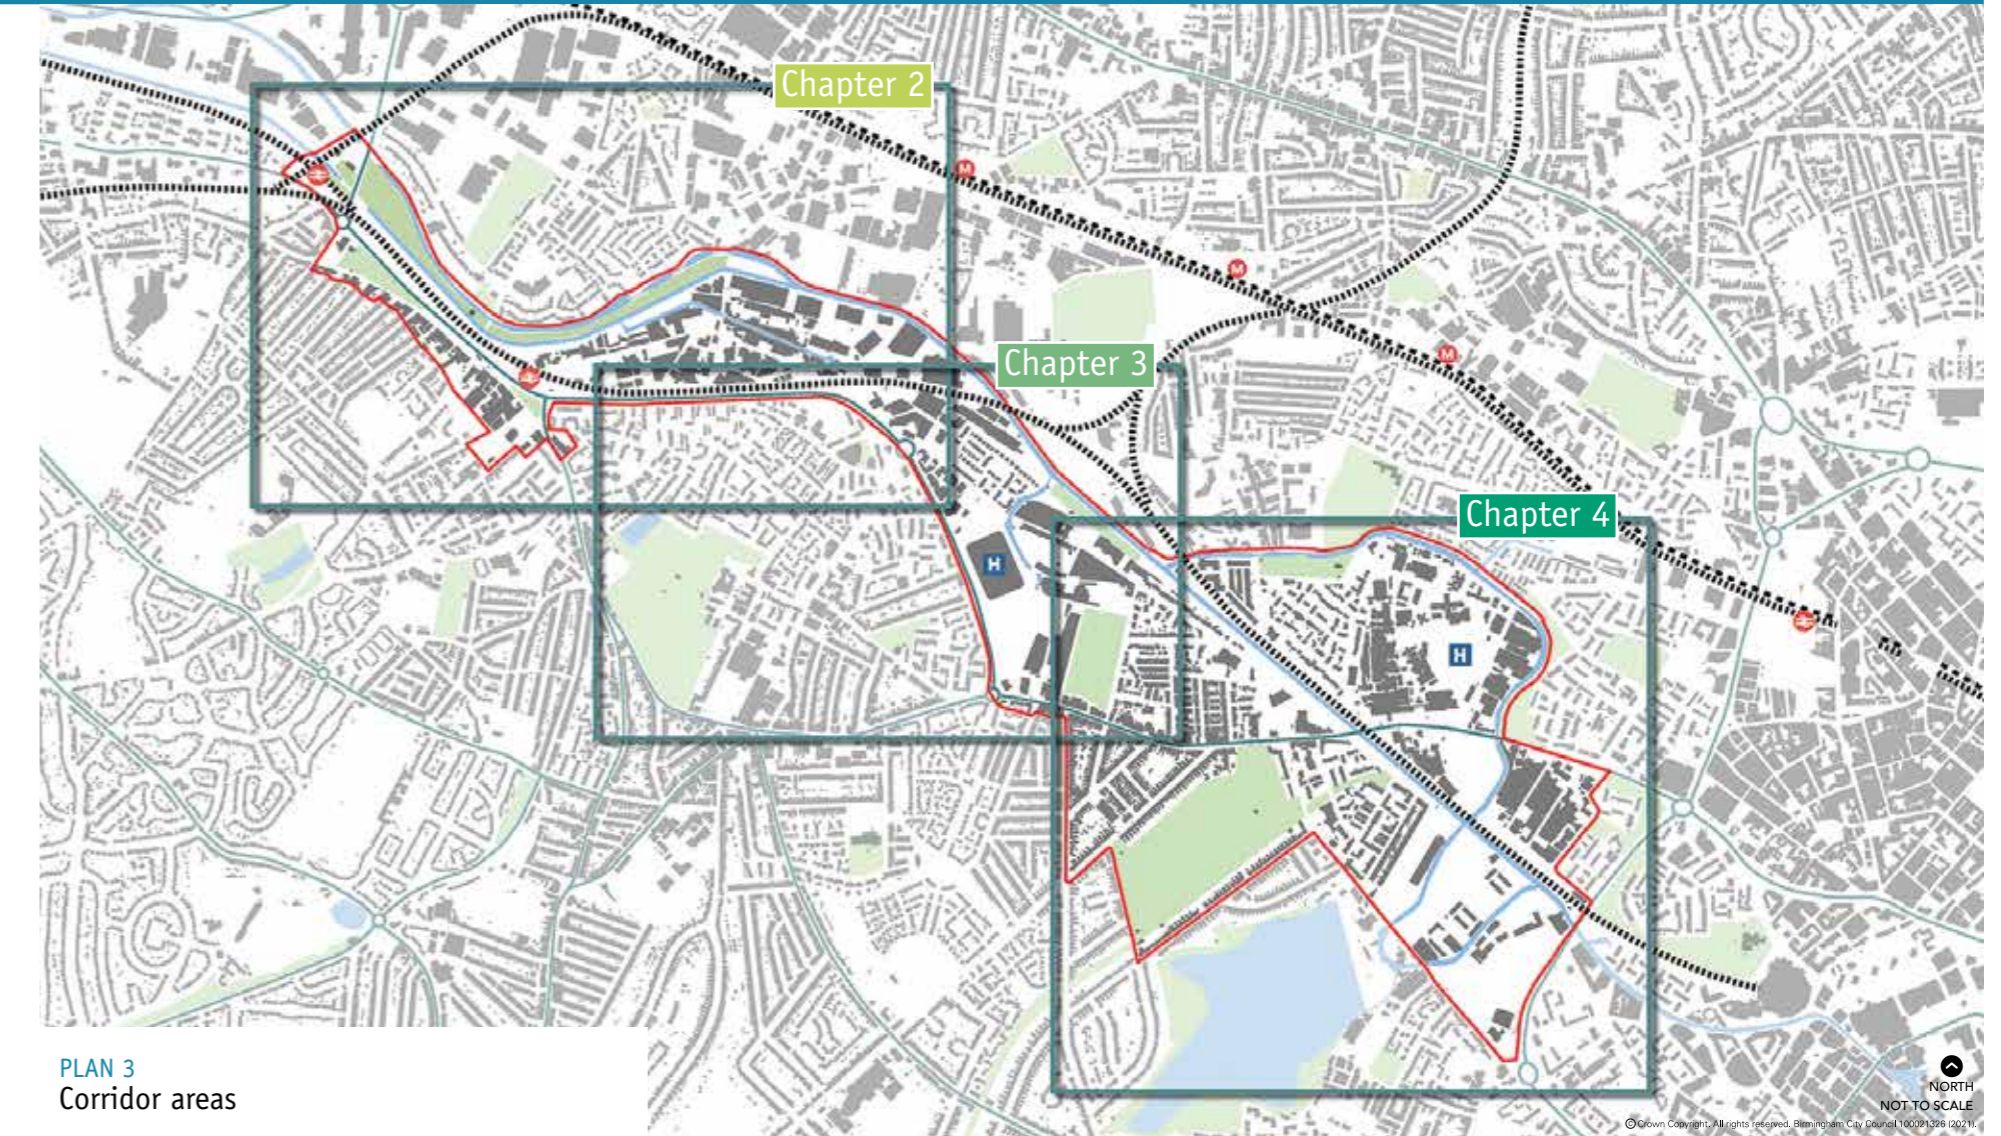 Chapter 2
M
M
Chapter 3
M
Chapter 4
H
H
PLAN 3
Corridor areas
NORTH
NOT TO SCALE
©Crown Copyright. All rights reserved. Birmingham City Council 100021326 (2021).